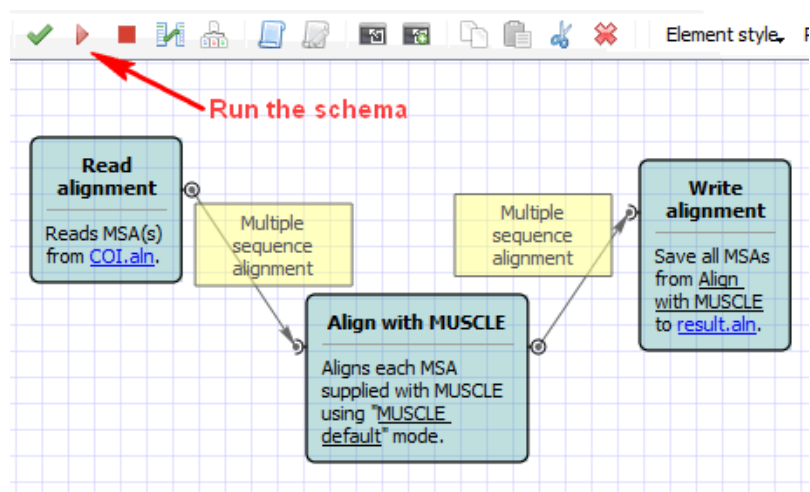 Element style
Run the schema
Read
alignment
Reads MSA(s)
from COI.aln.
Multiple
sequence
alignment
Align with MUSCLE
Aligns each MSA
supplied with MUSCLE
using "MUSCLE
default" mode.
Multiple
sequence
alignment
Write
alignment
Save all MSAs
from Align
with MUSCLE
to result.aln.